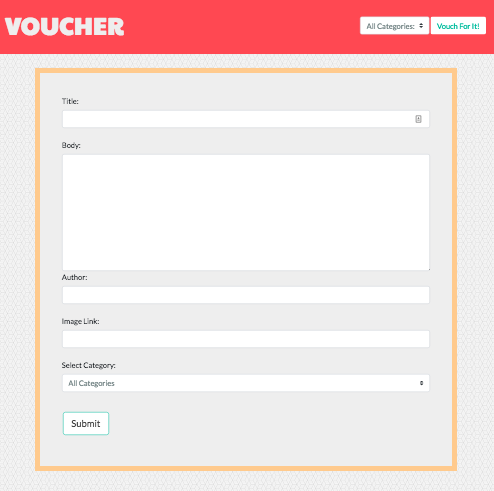 VOUCHER
All Categories:
Vouch For It!
Title:
Body:
Author:
Image Link:
Select Category:
All Categories
Submit